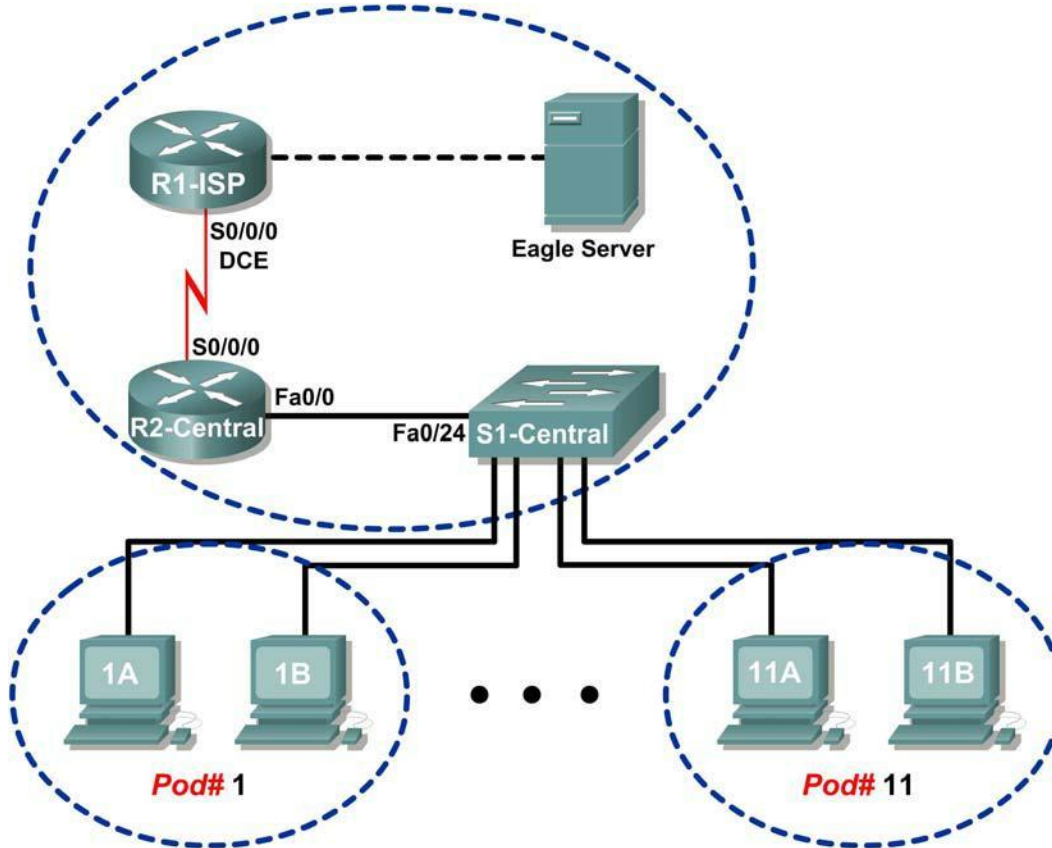 R1-ISP
S0/0/0
DCE
Eagle Server
S0/0/0
R2-Central
Fa0/0
Fa0/24
S1-Central
1A
1B
11A
11B
Pod# 1
Pod# 11